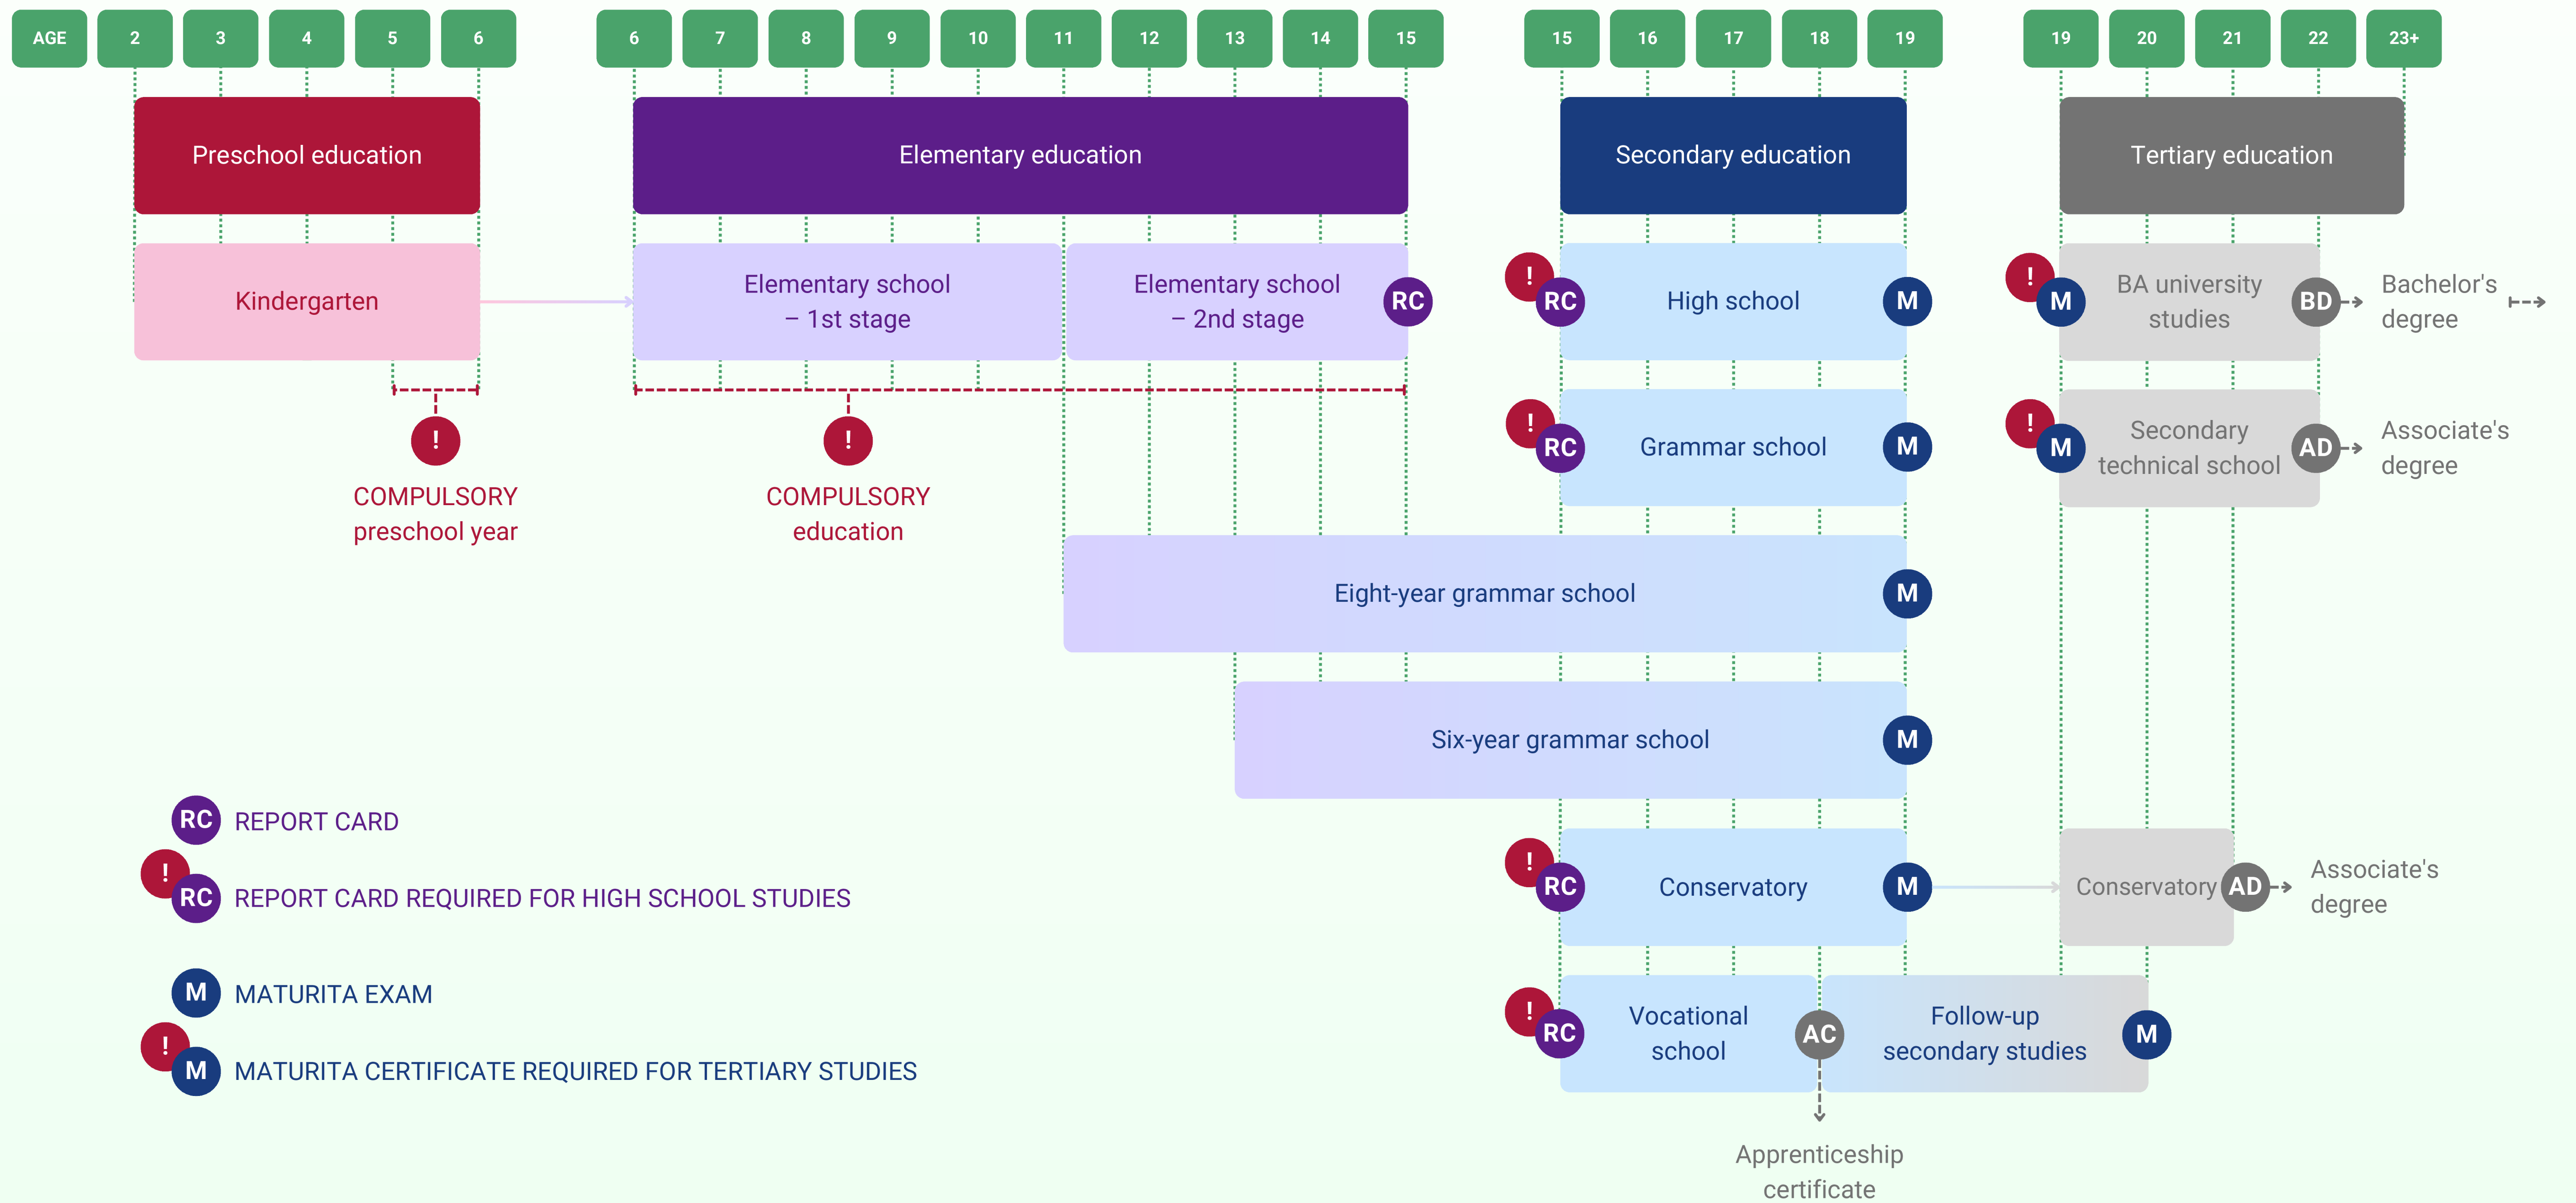 AGE 2 3 4 5 6 6 7 8 9 10 11 12 13 14 15 15 16 17 18 19 19 20 21 22 23+
Preschool education Elementary education Secondary education Tertiary education
Kindergarten
Elementary school
– 1st stage
Elementary school
– 2nd stage
RC
!
RC
High school
M
!
M
BA university
studies
BD
Bachelor's
degree
!
COMPULSORY
preschool year
!
COMPULSORY
education
!
RC
Grammar school
M
!
M
Secondary
technical school
AD
Associate's
degree
Eight-year grammar school
M
Six-year grammar school
M
!
RC
Conservatory
M
Conservatory
AD
Associate's
degree
!
RC
Vocational
school
AC
Follow-up
secondary studies
M
Apprenticeship
certificate
RC REPORT CARD
!
RC REPORT CARD REQUIRED FOR HIGH SCHOOL STUDIES
M MATURITA EXAM
!
M MATURITA CERTIFICATE REQUIRED FOR TERTIARY STUDIES